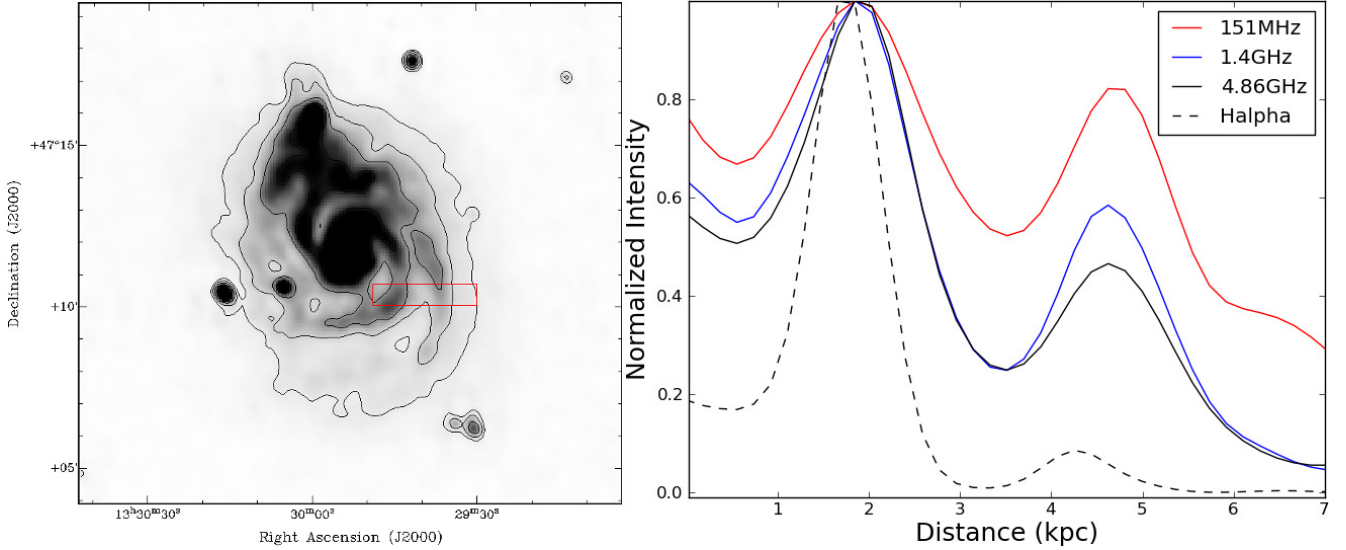 +47°15'
+10'
+05'
Declination (J2000)
13h30m30s
30m00s
29m30s
Right Ascension (J2000)
Normalized Intensity
0.8
0.6
0.4
0.2
0.0
1
2
3
4
5
6
7
Distance (kpc)
151MHz
1.4GHz
4.86GHz
Halpha